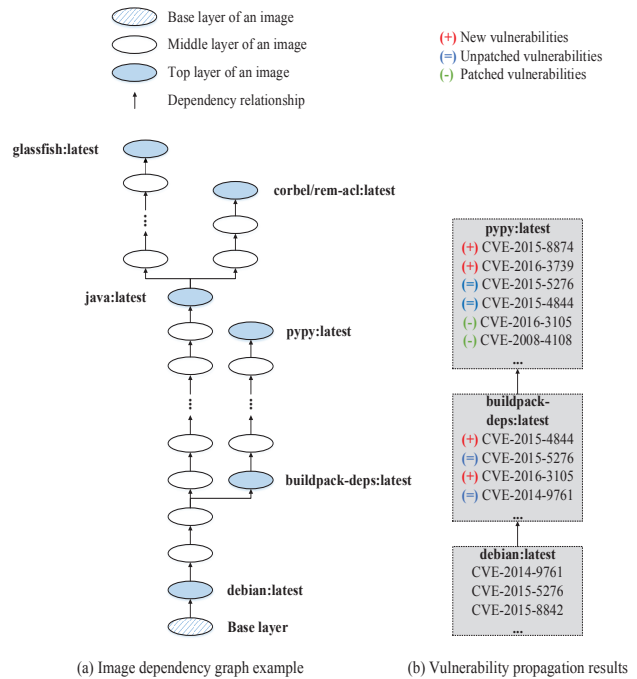 Base layer of an image
Middle layer of an image
Top layer of an image
Dependency relationship
(+) New vulnerabilities
(=) Unpatched vulnerabilities
(-) Patched vulnerabilities
glassfish:latest
corbel/rem-acl:latest
...
java:latest
pypy:latest
...
...
buildpack-deps:latest
debian:latest
Base layer
(a) Image dependency graph example
pypy:latest
(+) CVE-2015-8874
(+) CVE-2016-3739
(=) CVE-2015-5276
(=) CVE-2015-4844
(-) CVE-2016-3105
(-) CVE-2008-4108
...
buildpack-
deps:latest
(+) CVE-2015-4844
(=) CVE-2015-5276
(+) CVE-2016-3105
(=) CVE-2014-9761
...
debian:latest
CVE-2014-9761
CVE-2015-5276
CVE-2015-8842
...
(b) Vulnerability propagation results